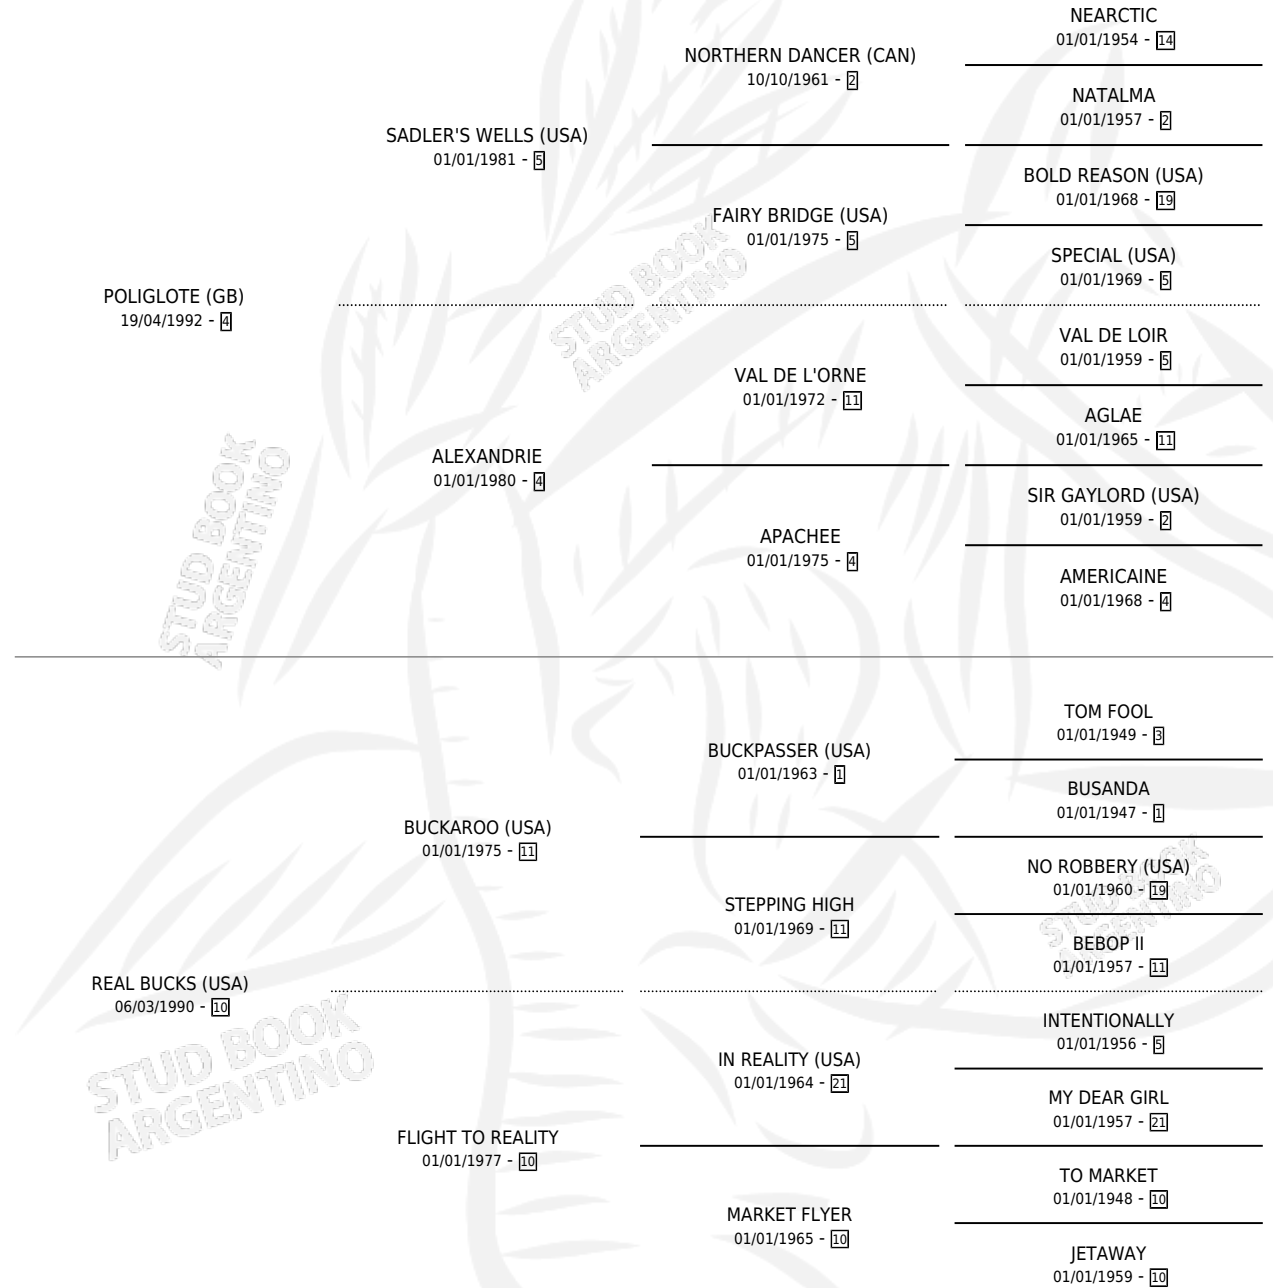 NEARCTIC
01/01/1954 - 14
NORTHERN DANCER (CAN)
10/10/1961 - 2
NATALMA
01/01/1957 - 2
SADLER'S WELLS (USA)
01/01/1981 - 5
BOLD REASON (USA)
01/01/1968 - 19
FAIRY BRIDGE (USA)
01/01/1975 - 5
SPECIAL (USA)
01/01/1969 - 5
POLIGLOTE (GB)
19/04/1992 - 4
STUD BOOK
ARGENTINO
VAL DE LOIR
01/01/1959 - 5
VAL DE L'ORNE
01/01/1972 - 11
AGLAE
01/01/1965 - 11
ALEXANDRIE
01/01/1980 - 4
SIR GAYLORD (USA)
01/01/1959 - 2
APACHEE
01/01/1975 - 4
AMERICAINE
01/01/1968 - 4
STUD BOOK
ARGENTINO
TOM FOOL
01/01/1949 - 3
BUCKPASSER (USA)
01/01/1963 - 1
BUSANDA
01/01/1947 - 1
BUCKAROO (USA)
01/01/1975 - 11
NO ROBBERY (USA)
01/01/1960 - 19
STEPPING HIGH
01/01/1969 - 11
BEBOP II
01/01/1957 - 11
STUD BOOK
ARGENTINO
REAL BUCKS (USA)
06/03/1990 - 10
INTENTIONALLY
01/01/1956 - 5
IN REALITY (USA)
01/01/1964 - 21
MY DEAR GIRL
01/01/1957 - 21
STUD BOOK
ARGENTINO
FLIGHT TO REALITY
01/01/1977 - 10
TO MARKET
01/01/1948 - 10
MARKET FLYER
01/01/1965 - 10
JETAWAY
01/01/1959 - 10